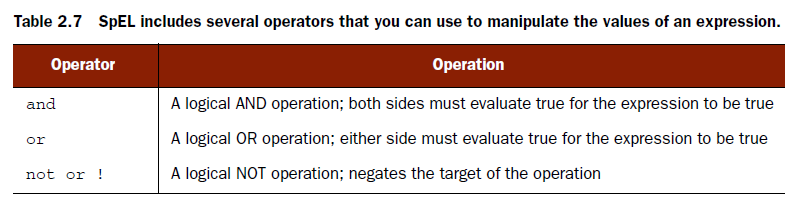 Table 2.7 SpEL includes several operators that you can use to manipulate the values of an expression.
Operator Operation
and A logical AND operation; both sides must evaluate true for the expression to be true
or A logical OR operation; either side must evaluate true for the expression to be true
not or ! A logical NOT operation; negates the target of the operation